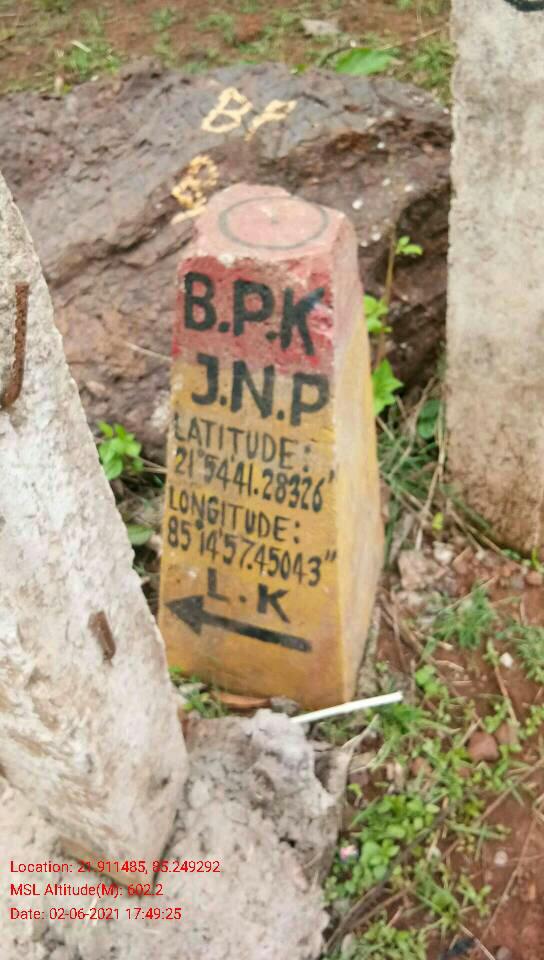 B F
B.P.K
J.N.P
LATITUDE:
21°54'41.28326"
LONGITUDE:
85°14'57.45043"
L.K
Location: 21.911485, 85.249292
MSL Altitude(M): 602.2
Date: 02-06-2021 17:49:25